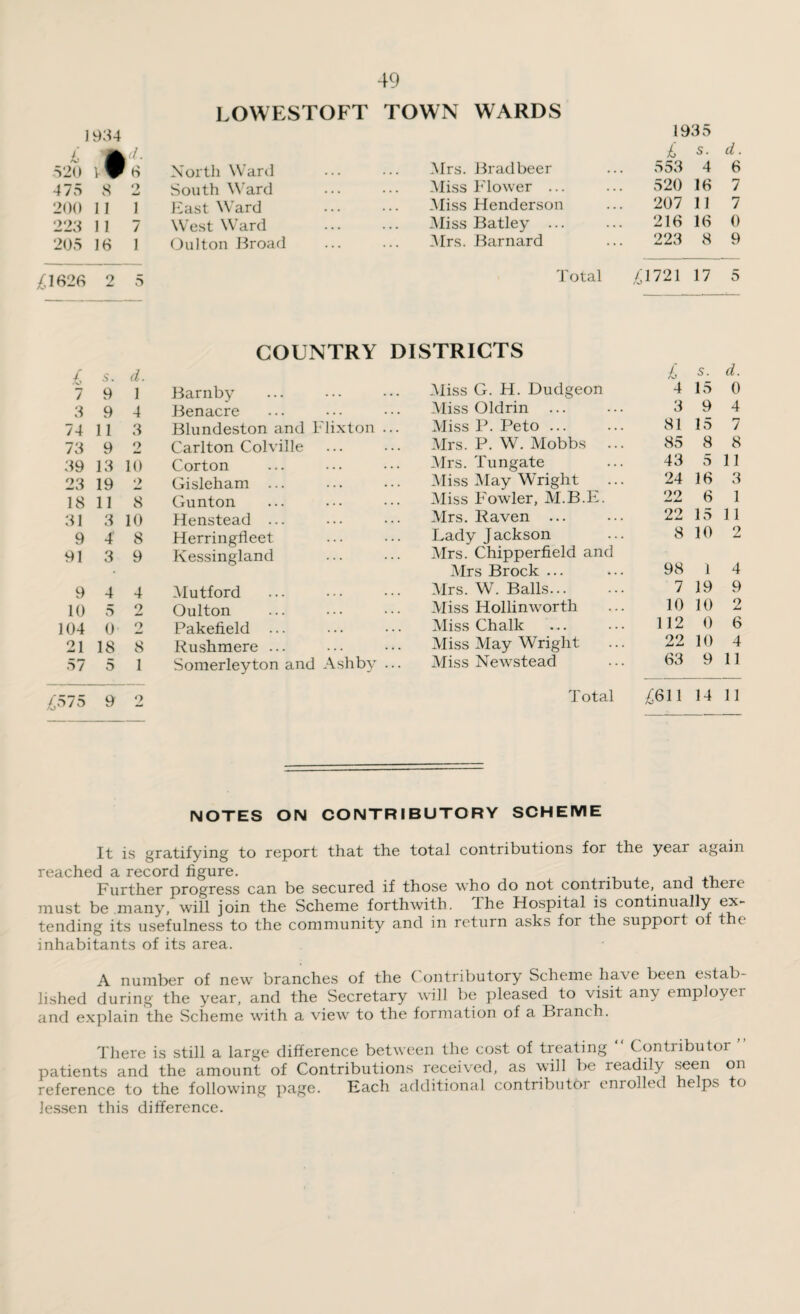 49
LOWESTOFT TOWN WARDS
1934 1935
£ d. £ s. d.
520 6 North Ward ... ... Mrs. Bradbeer ... 553 4 6
475 8 2 South Ward ... ... Miss Flower ... ... 520 16 7
200 11 1 East Ward ... ... Miss Henderson ... 207 11 7
223 11 7 West Ward ... ... Miss Batley ... ... 216 16 0
205 16 1 Oulton Broad ... ... Mrs. Barnard ... 223 8 9
£1626 2 5 Total £1721 17 5
COUNTRY DISTRICTS
£ s. d. £ s. d.
7 9 1 Barnby ... ... ... Miss G. H. Dudgeon 4 15 0
3 9 4 Benacre ... ... ... Miss Oldrin ... ... 3 9 4
74 11 3 Blundeston and Flixton ... Miss P. Peto ... ... 81 15 7
73 9 2 Carlton Colville ... ... Mrs. P. W. Mobbs ... 85 8 8
39 13 10 Corton ... ... ... Mrs. Tungate ... 43 5 11
23 19 2 Gisleham ... ... ... Miss May Wright ... 24 16 3
18 11 8 Gunton ... ... ... Miss Fowler, M.B.E. 22 6 1
31 3 10 Henstead ... ... ... Mrs. Raven ... ... 22 15 11
9 4 8 Herringfleet ... ... Lady Jackson ... 8 10 2
91 3 9 Kessingland ... ... Mrs. Chipperfield and
Mrs Brock ... ... 98 1 4
9 4 4 Mutford ... ... ... Mrs. W. Balls... ... 7 19 9
10 5 2 Oulton ... ... ... Miss Hollinworth ... 10 10 2
104 0 2 Pakefield ... ... ... Miss Chalk ... ... 112 0 6
21 18 8 Rushmere ... ... ... Miss May Wright ... 22 10 4
57 5 1 Somerleyton and Ashby ... Miss Newstead ... 63 9 11
£575 9 2 Total £611 14 11
NOTES ON CONTRIBUTORY SCHEME
It is gratifying to report that the total contributions for the year again
reached a record figure.
Further progress can be secured if those who do not contribute, and there
must be many, will join the Scheme forthwith. The Hospital is continually ex-
tending its usefulness to the community and in return asks for the support of the
inhabitants of its area.
A number of new branches of the Contributory Scheme have been estab-
lished during the year, and the Secretary will be pleased to visit any employer
and explain the Scheme with a view to the formation of a Branch.
There is still a large difference between the cost of treating “ Contributor ”
patients and the amount of Contributions received, as will be readily seen on
reference to the following page. Each additional contributor enrolled helps to
lessen this difference.